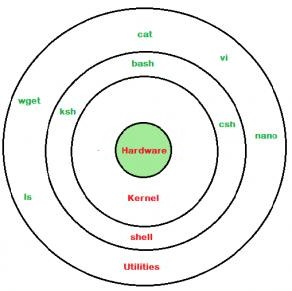 cat
vi
bash
wget
ksh
csh
nano
Hardware
ls
Kernel
shell
Utilities